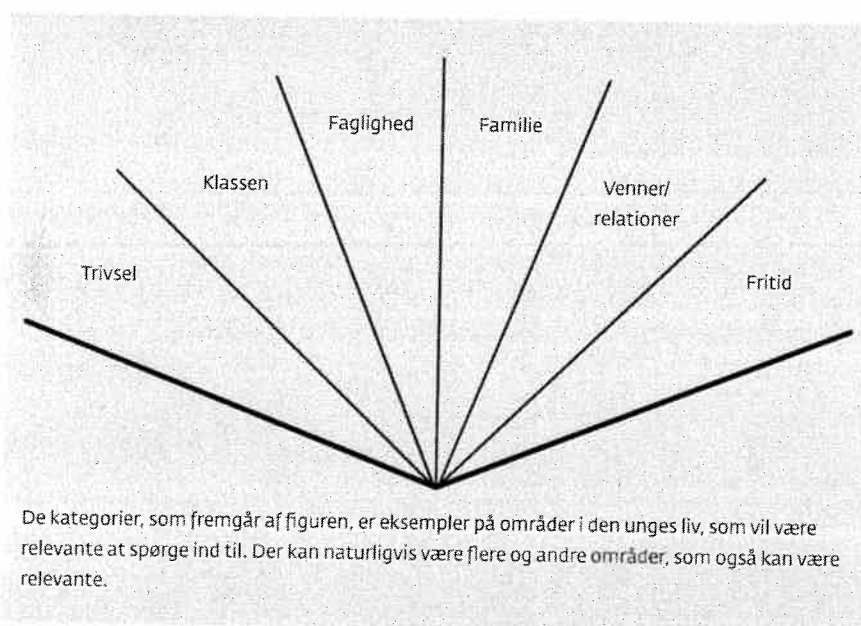 Faglighed
Familie
Klassen
Venner/
relationer
Trivsel
Fritid
De kategorier, som fremgår af figuren, er eksempler på områder i den unges liv, som vil være
relevante at spørge ind til. Der kan naturligvis være flere og andre områder, som også kan være
relevante.